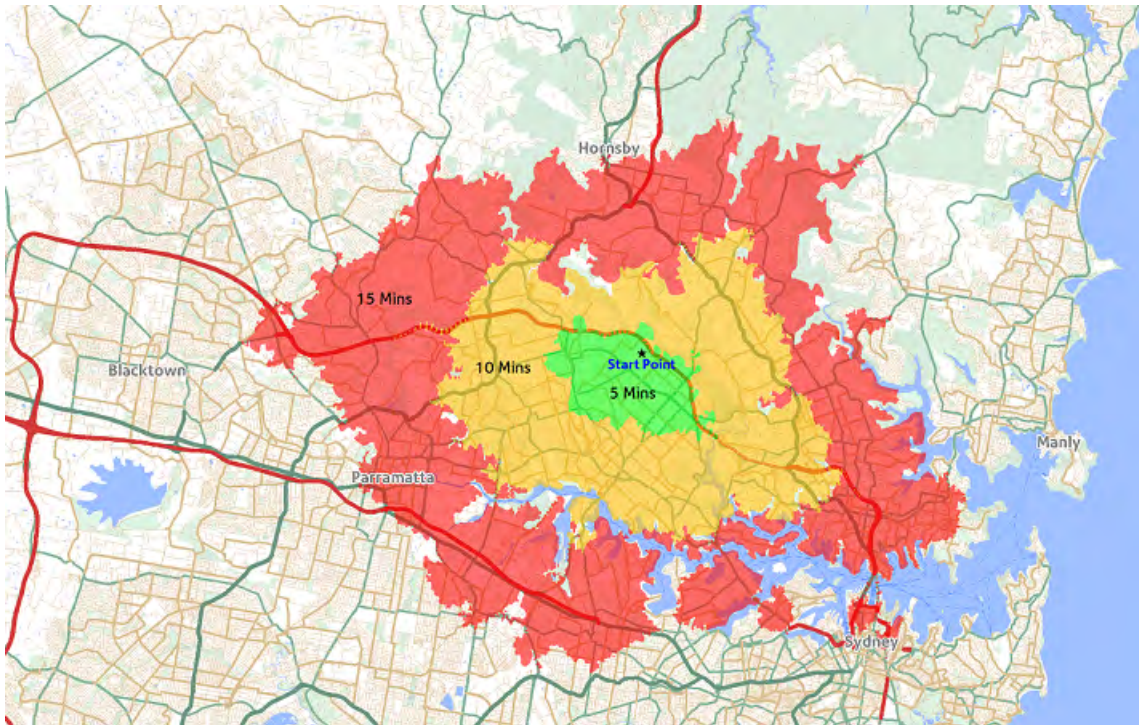 Hornsby
15 Mins
Start Point
10 Mins
Blacktown
5 Mins
Manly
Parramatta
Sydney